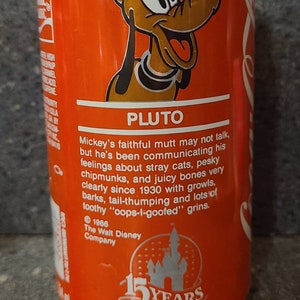 PLUTO
Mickey's faithful mutt may not talk,
but he's been communicating his
feelings about stray cats, pesky
chipmunks, and juicy bones very
clearly since 1930 with growls,
barks, tail-thumping and lots of
toothy "oops-I-goofed" grins.
© 1986
The Walt Disney
Company
15 YEARS